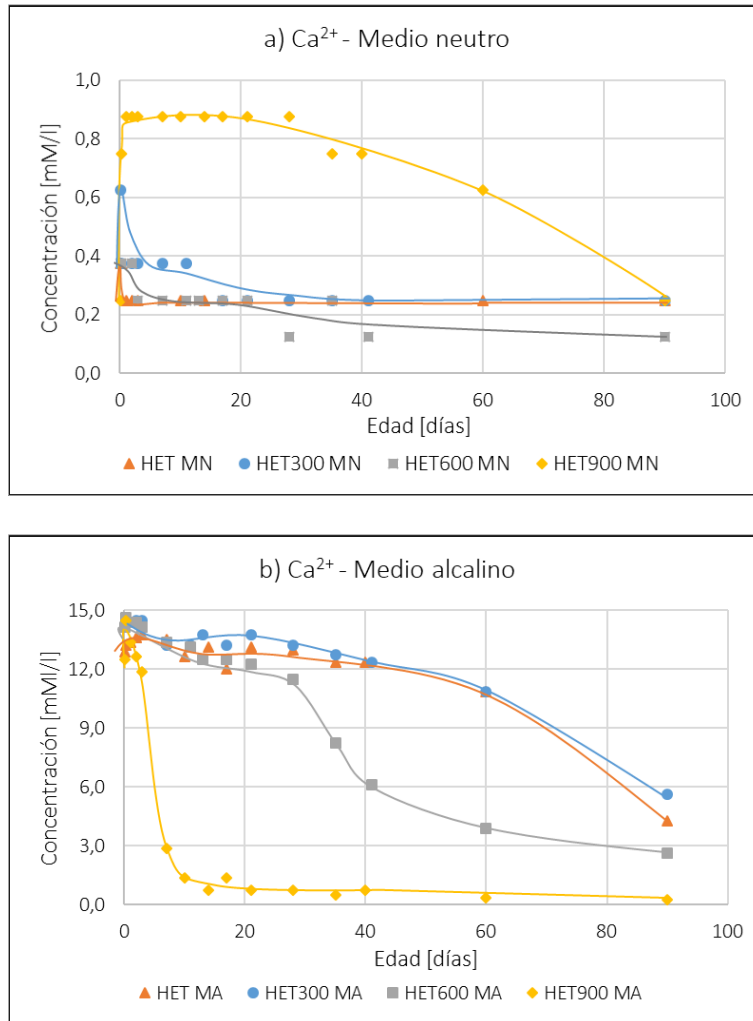 a) Ca²⁺ - Medio neutro
Concentración [mM/l]
1,0
0,8
0,6
0,4
0,2
0,0
0 20 40 60 80 100
Edad [días]
HET MN HET300 MN HET600 MN HET900 MN
b) Ca²⁺ - Medio alcalino
Concentración [mMl/l]
15,0
12,0
9,0
6,0
3,0
0,0
0 20 40 60 80 100
Edad [días]
HET MA HET300 MA HET600 MA HET900 MA